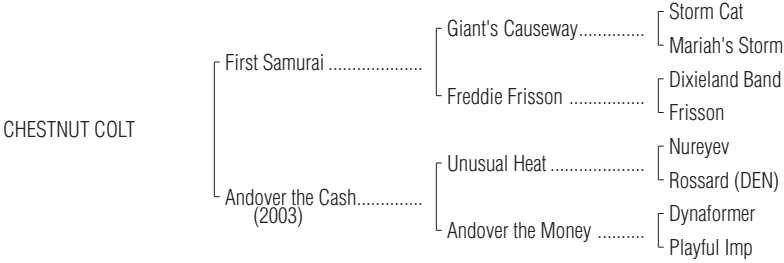 Storm Cat
Giant's Causeway..............
Mariah's Storm
First Samurai ....................
Dixieland Band
Freddie Frisson ................
Frisson
CHESTNUT COLT
Nureyev
Unusual Heat ....................
Rossard (DEN)
Andover the Cash..............
(2003)
Dynaformer
Andover the Money ..........
Playful Imp